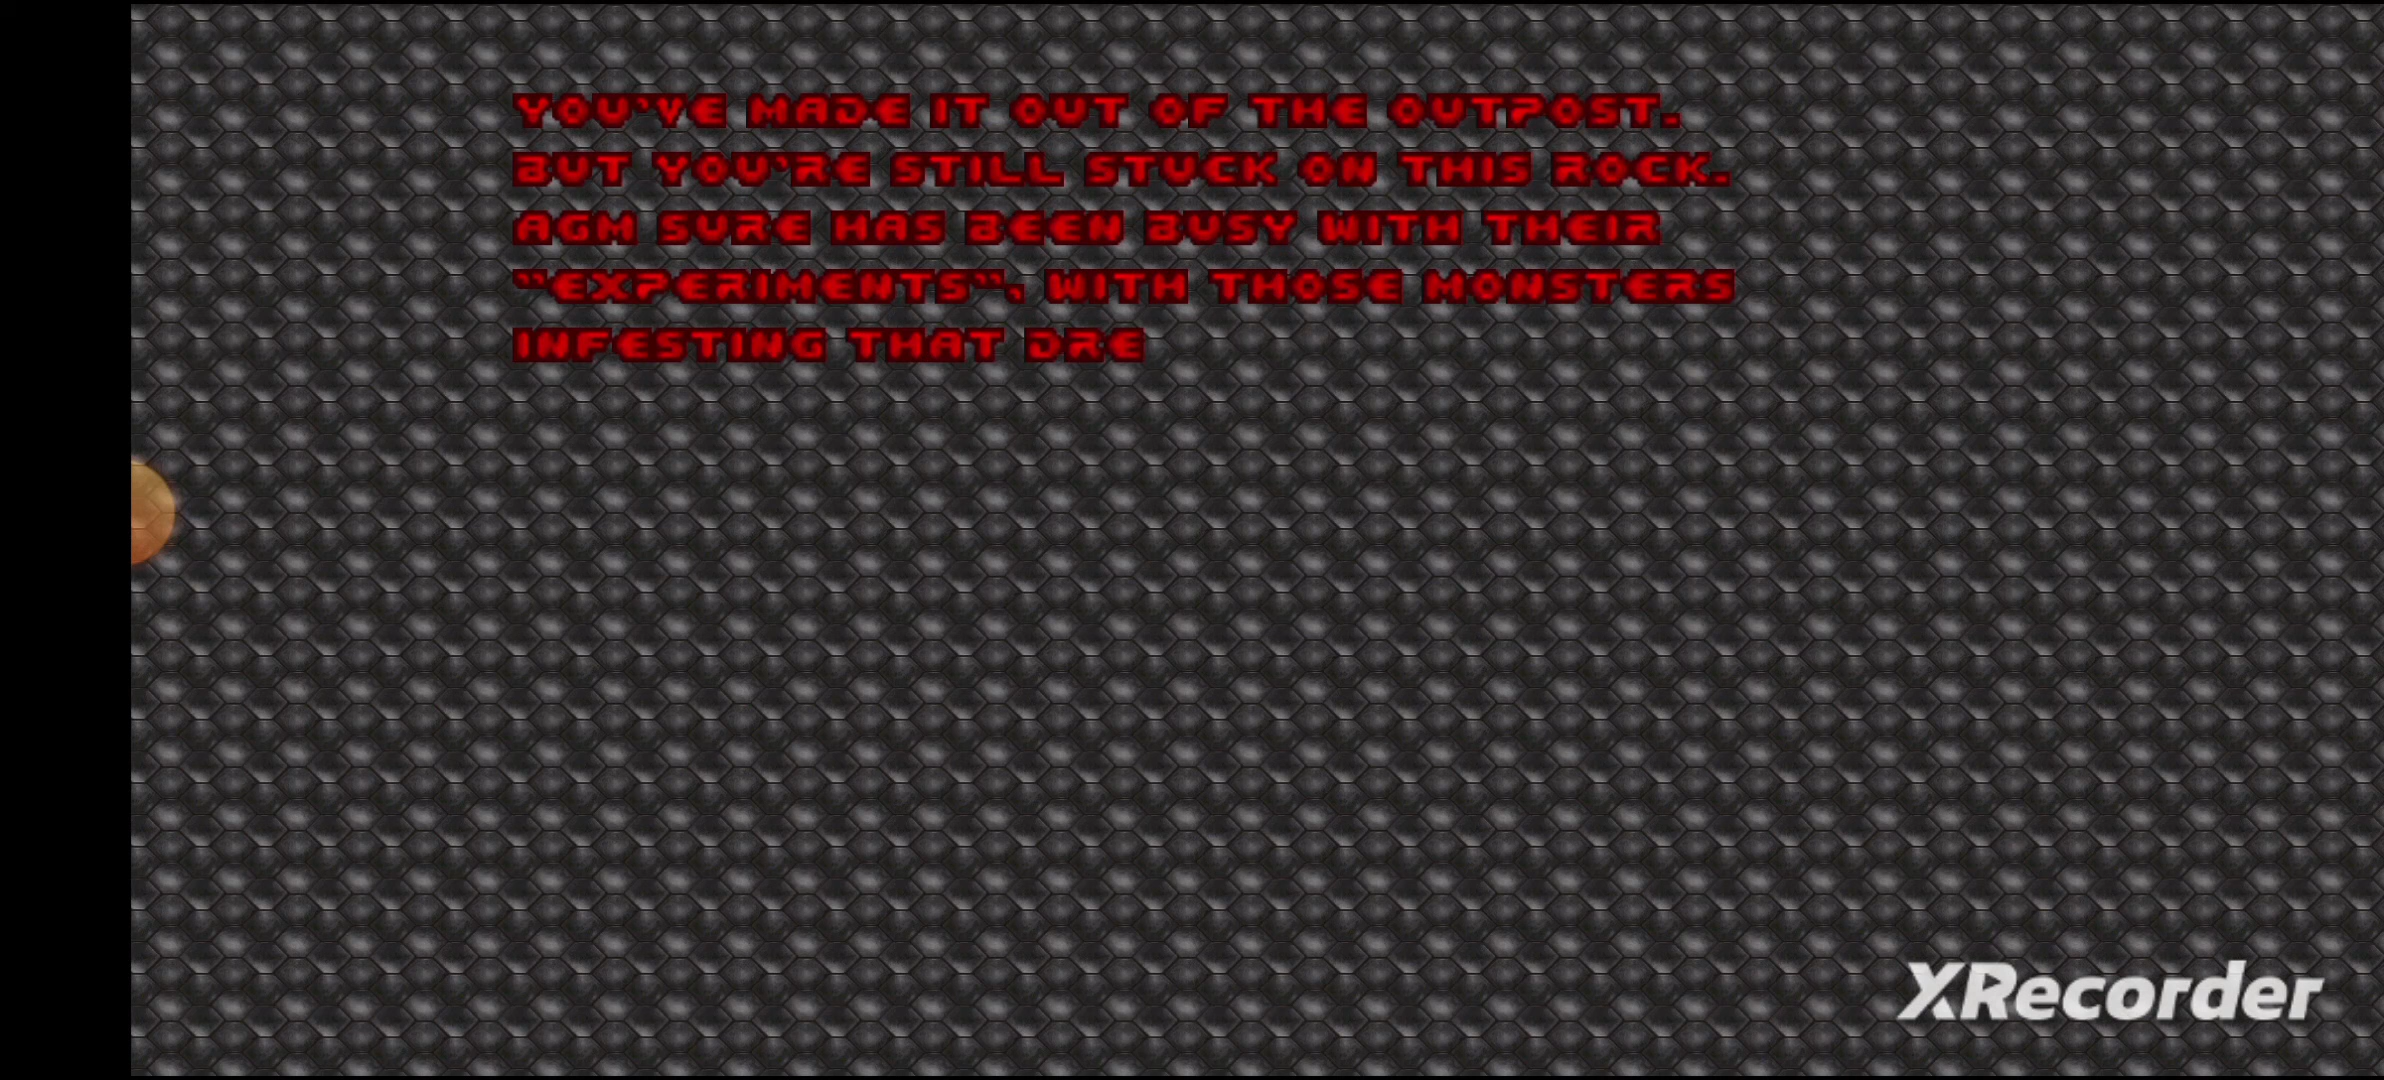 YOU'VE MADE IT OUT OF THE OUTPOST.
BUT YOU'RE STILL STUCK ON THIS ROCK.
AGM SURE HAS BEEN BUSY WITH THEIR
"EXPERIMENTS", WITH THOSE MONSTERS
INFESTING THAT DRE
XRecorder